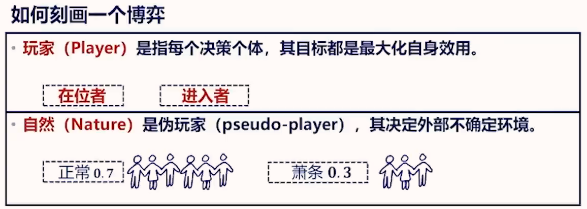 如何刻画一个博弈
• 玩家（Player）是指每个决策个体，其目标都是最大化自身效用。
在位者 进入者
• 自然（Nature）是伪玩家（pseudo-player），其决定外部不确定环境。
正常 0.7 萧条 0.3